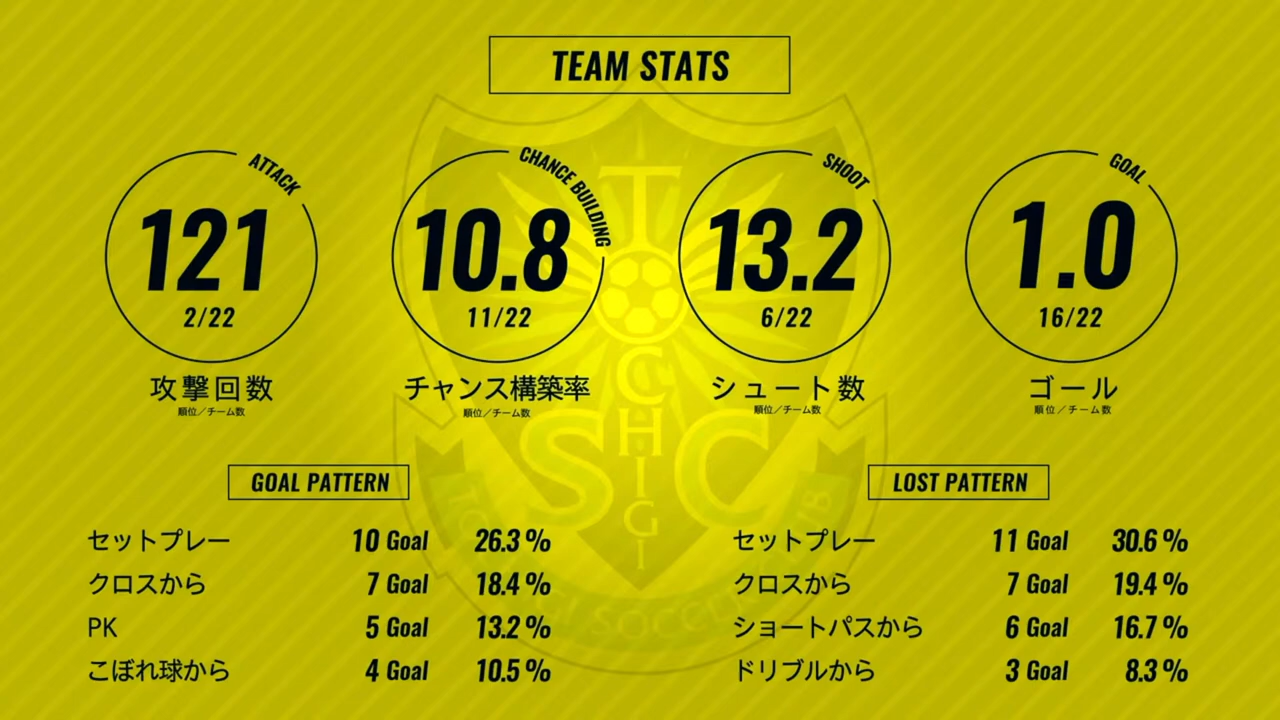 TEAM STATS
ATTACK
121
2/22
攻撃回数
順位／チーム数
CHANCE BUILDING
10.8
11/22
チャンス構築率
順位／チーム数
SHOOT
13.2
6/22
シュート数
順位／チーム数
GOAL
1.0
16/22
ゴール
順位／チーム数
TOCHIGI
SC
GOAL PATTERN
セットプレー 10 Goal 26.3 %
クロスから 7 Goal 18.4 %
PK 5 Goal 13.2 %
こぼれ球から 4 Goal 10.5 %
LOST PATTERN
セットプレー 11 Goal 30.6 %
クロスから 7 Goal 19.4 %
ショートパスから 6 Goal 16.7 %
ドリブルから 3 Goal 8.3 %